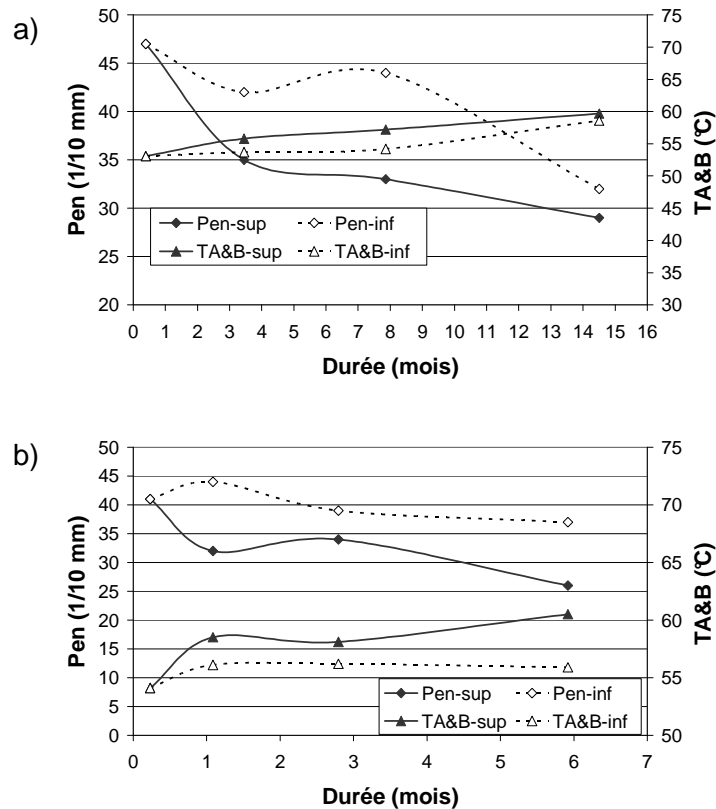 a)
Pen (1/10 mm)
50
45
40
35
30
25
20
TA&B (°C)
75
70
65
60
55
50
45
40
35
30
Pen-sup Pen-inf
TA&B-sup TA&B-inf
0 1 2 3 4 5 6 7 8 9 10 11 12 13 14 15 16
Durée (mois)
b)
Pen (1/10 mm)
50
45
40
35
30
25
20
15
10
5
0
TA&B (°C)
75
70
65
60
55
50
Pen-sup Pen-inf
TA&B-sup TA&B-inf
0 1 2 3 4 5 6 7
Durée (mois)